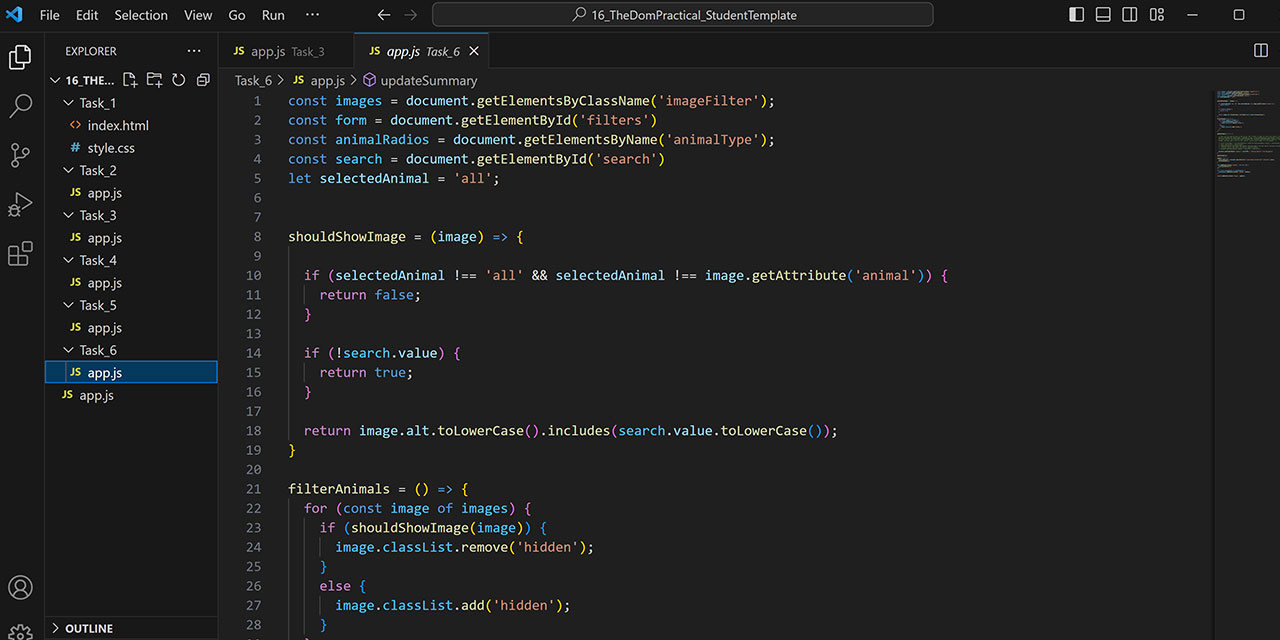 File Edit Selection View Go Run ··· 16_TheDomPractical_StudentTemplate
EXPLORER ···
16_THE...
Task_1
index.html
style.css
Task_2
JS app.js
Task_3
JS app.js
Task_4
JS app.js
Task_5
JS app.js
Task_6
JS app.js
JS app.js
OUTLINE
JS app.js Task_3 JS app.js Task_6
Task_6 > JS app.js > updateSummary
1 const images = document.getElementsByClassName('imageFilter');
2 const form = document.getElementById('filters')
3 const animalRadios = document.getElementsByName('animalType');
4 const search = document.getElementById('search')
5 let selectedAnimal = 'all';
6
7
8 shouldShowImage = (image) => {
9
10 if (selectedAnimal !== 'all' && selectedAnimal !== image.getAttribute('animal')) {
11 return false;
12 }
13
14 if (!search.value) {
15 return true;
16 }
17
18 return image.alt.toLowerCase().includes(search.value.toLowerCase());
19 }
20
21 filterAnimals = () => {
22 for (const image of images) {
23 if (shouldShowImage(image)) {
24 image.classList.remove('hidden');
25 }
26 else {
27 image.classList.add('hidden');
28 }